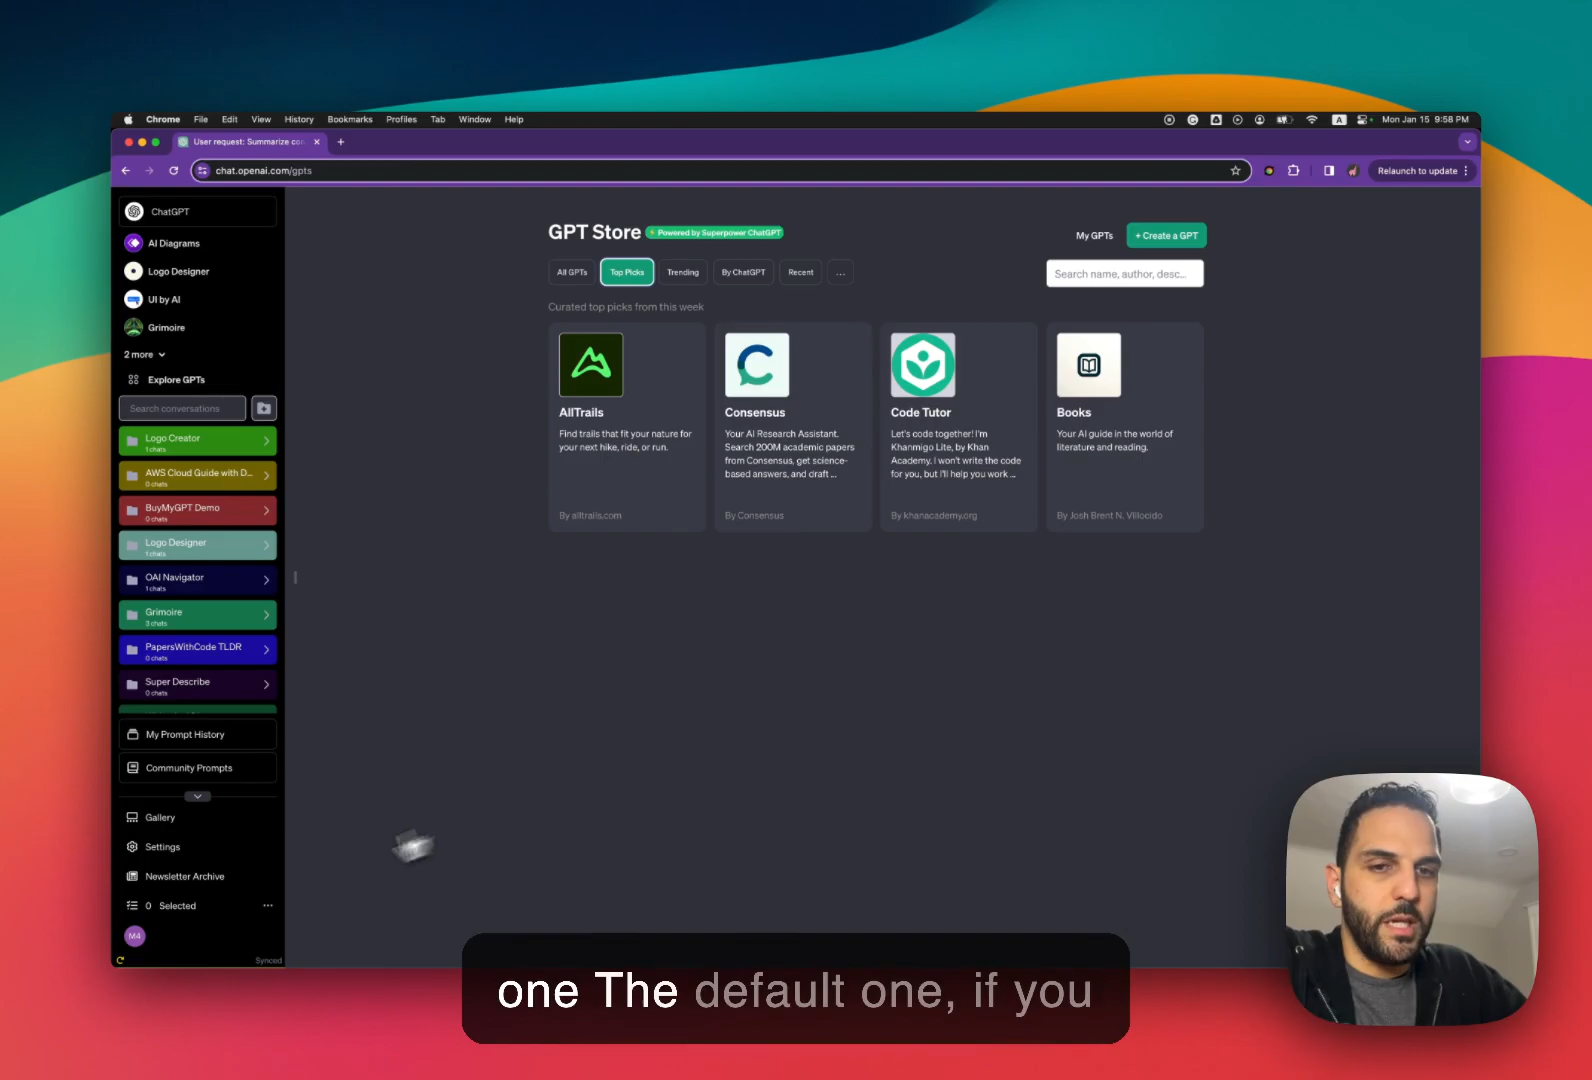 Chrome File Edit View History Bookmarks Profiles Tab Window Help
A Mon Jan 15 9:58 PM
User request: Summarize con
chat.openai.com/gpts
Relaunch to update
ChatGPT
AI Diagrams
Logo Designer
UI by AI
Grimoire
2 more
Explore GPTs
Search conversations
Logo Creator
1 chats
AWS Cloud Guide with D...
0 chats
BuyMyGPT Demo
0 chats
Logo Designer
1 chats
OAI Navigator
1 chats
Grimoire
3 chats
PapersWithCode TLDR
0 chats
Super Describe
0 chats
My Prompt History
Community Prompts
Gallery
Settings
Newsletter Archive
0 Selected
M4
Synced
GPT Store
Powered by Superpower ChatGPT
My GPTs
+ Create a GPT
All GPTs
Top Picks
Trending
By ChatGPT
Recent
...
Search name, author, desc...
Curated top picks from this week
AllTrails
Find trails that fit your nature for
your next hike, ride, or run.
By alltrails.com
Consensus
Your AI Research Assistant.
Search 200M academic papers
from Consensus, get science-
based answers, and draft ...
By Consensus
Code Tutor
Let's code together! I'm
Khanmigo Lite, by Khan
Academy. I won't write the code
for you, but I'll help you work ...
By khanacademy.org
Books
Your AI guide in the world of
literature and reading.
By Josh Brent N. Villocido
one The default one, if you